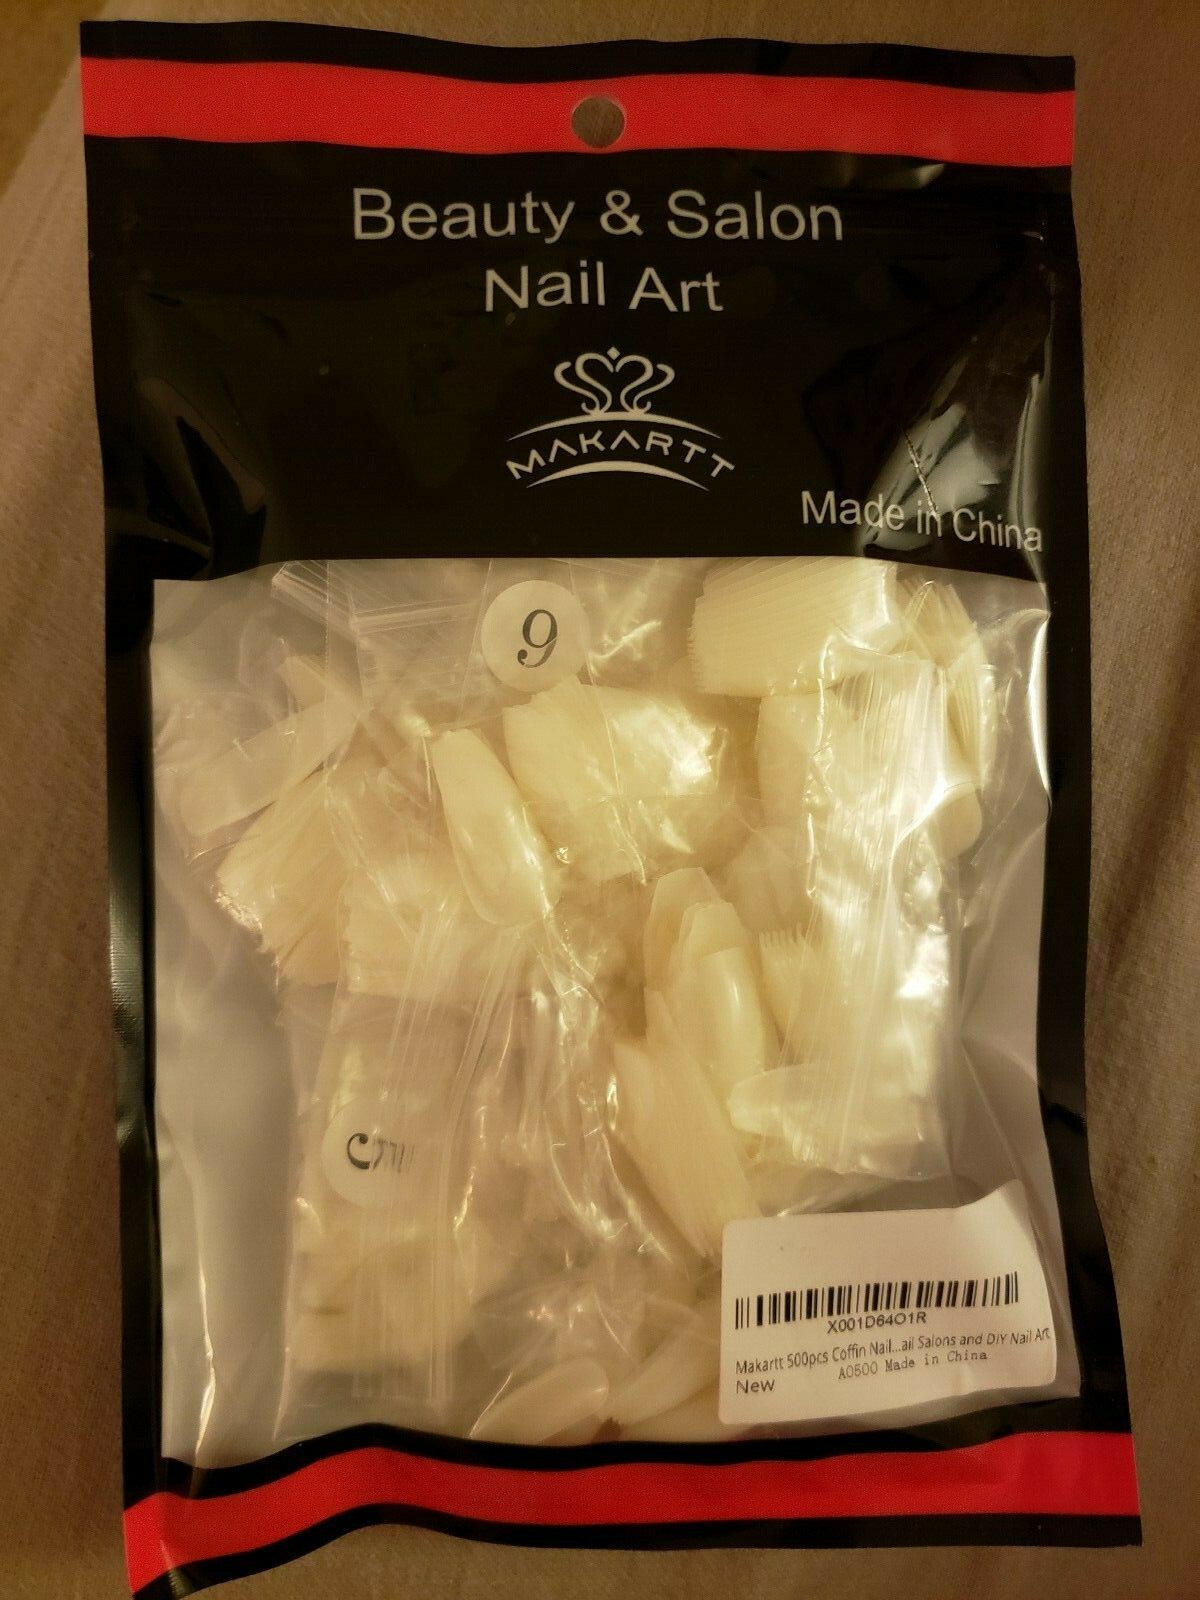 Beauty & Salon
Nail Art
MAKARTT
Made in China
9
X001D64O1R
Makartt 500pcs Coffin Nail...ail Salons and DIY Nail Art
A0500 Made in China
New